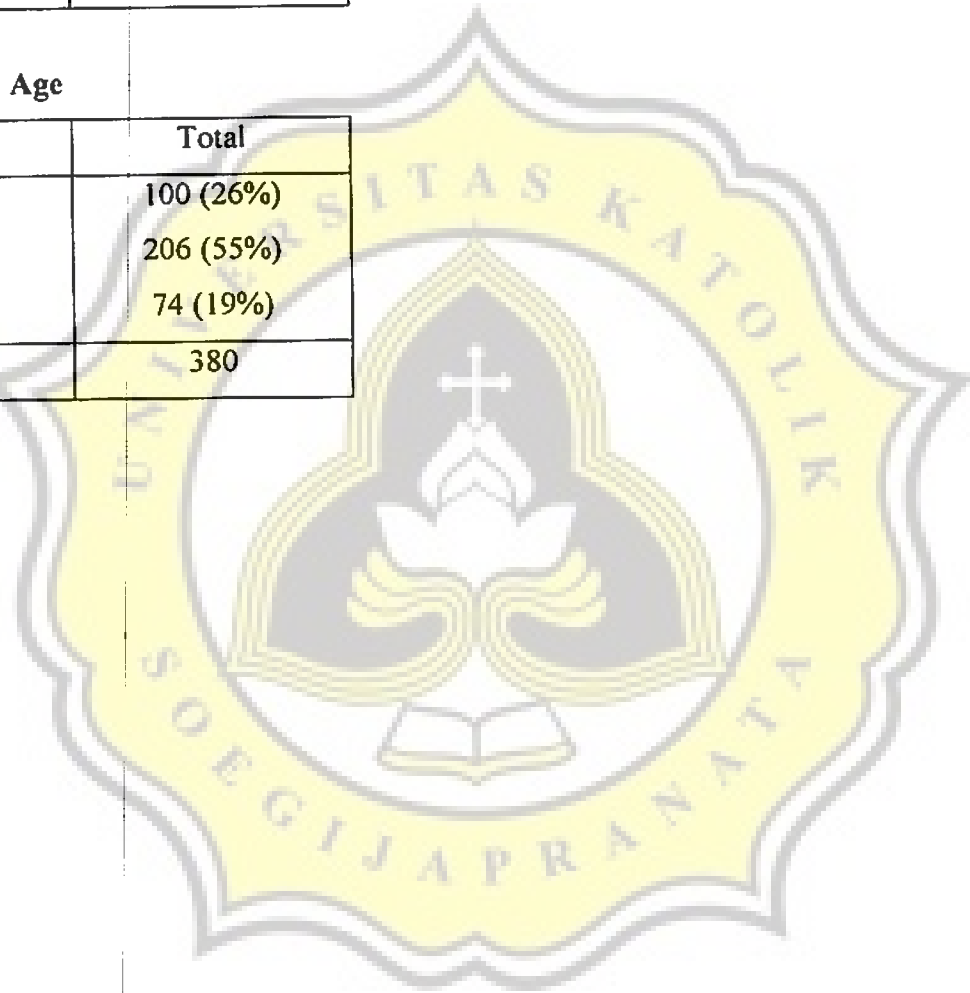 Age
Total
100 (26%)
206 (55%)
74 (19%)
380
UNIVERSITAS KATOLIK
SOEGIJAPRANATA